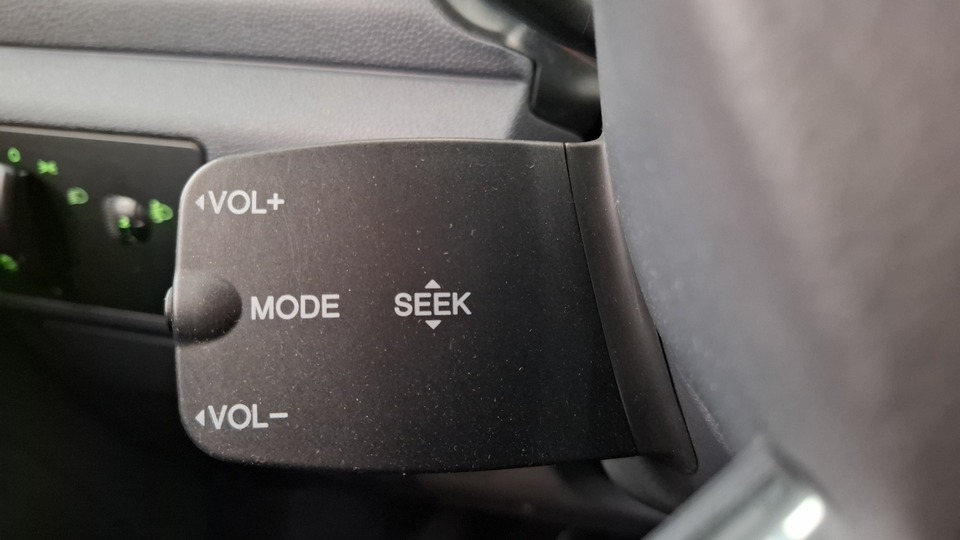 VOL+
MODE SEEK
VOL-